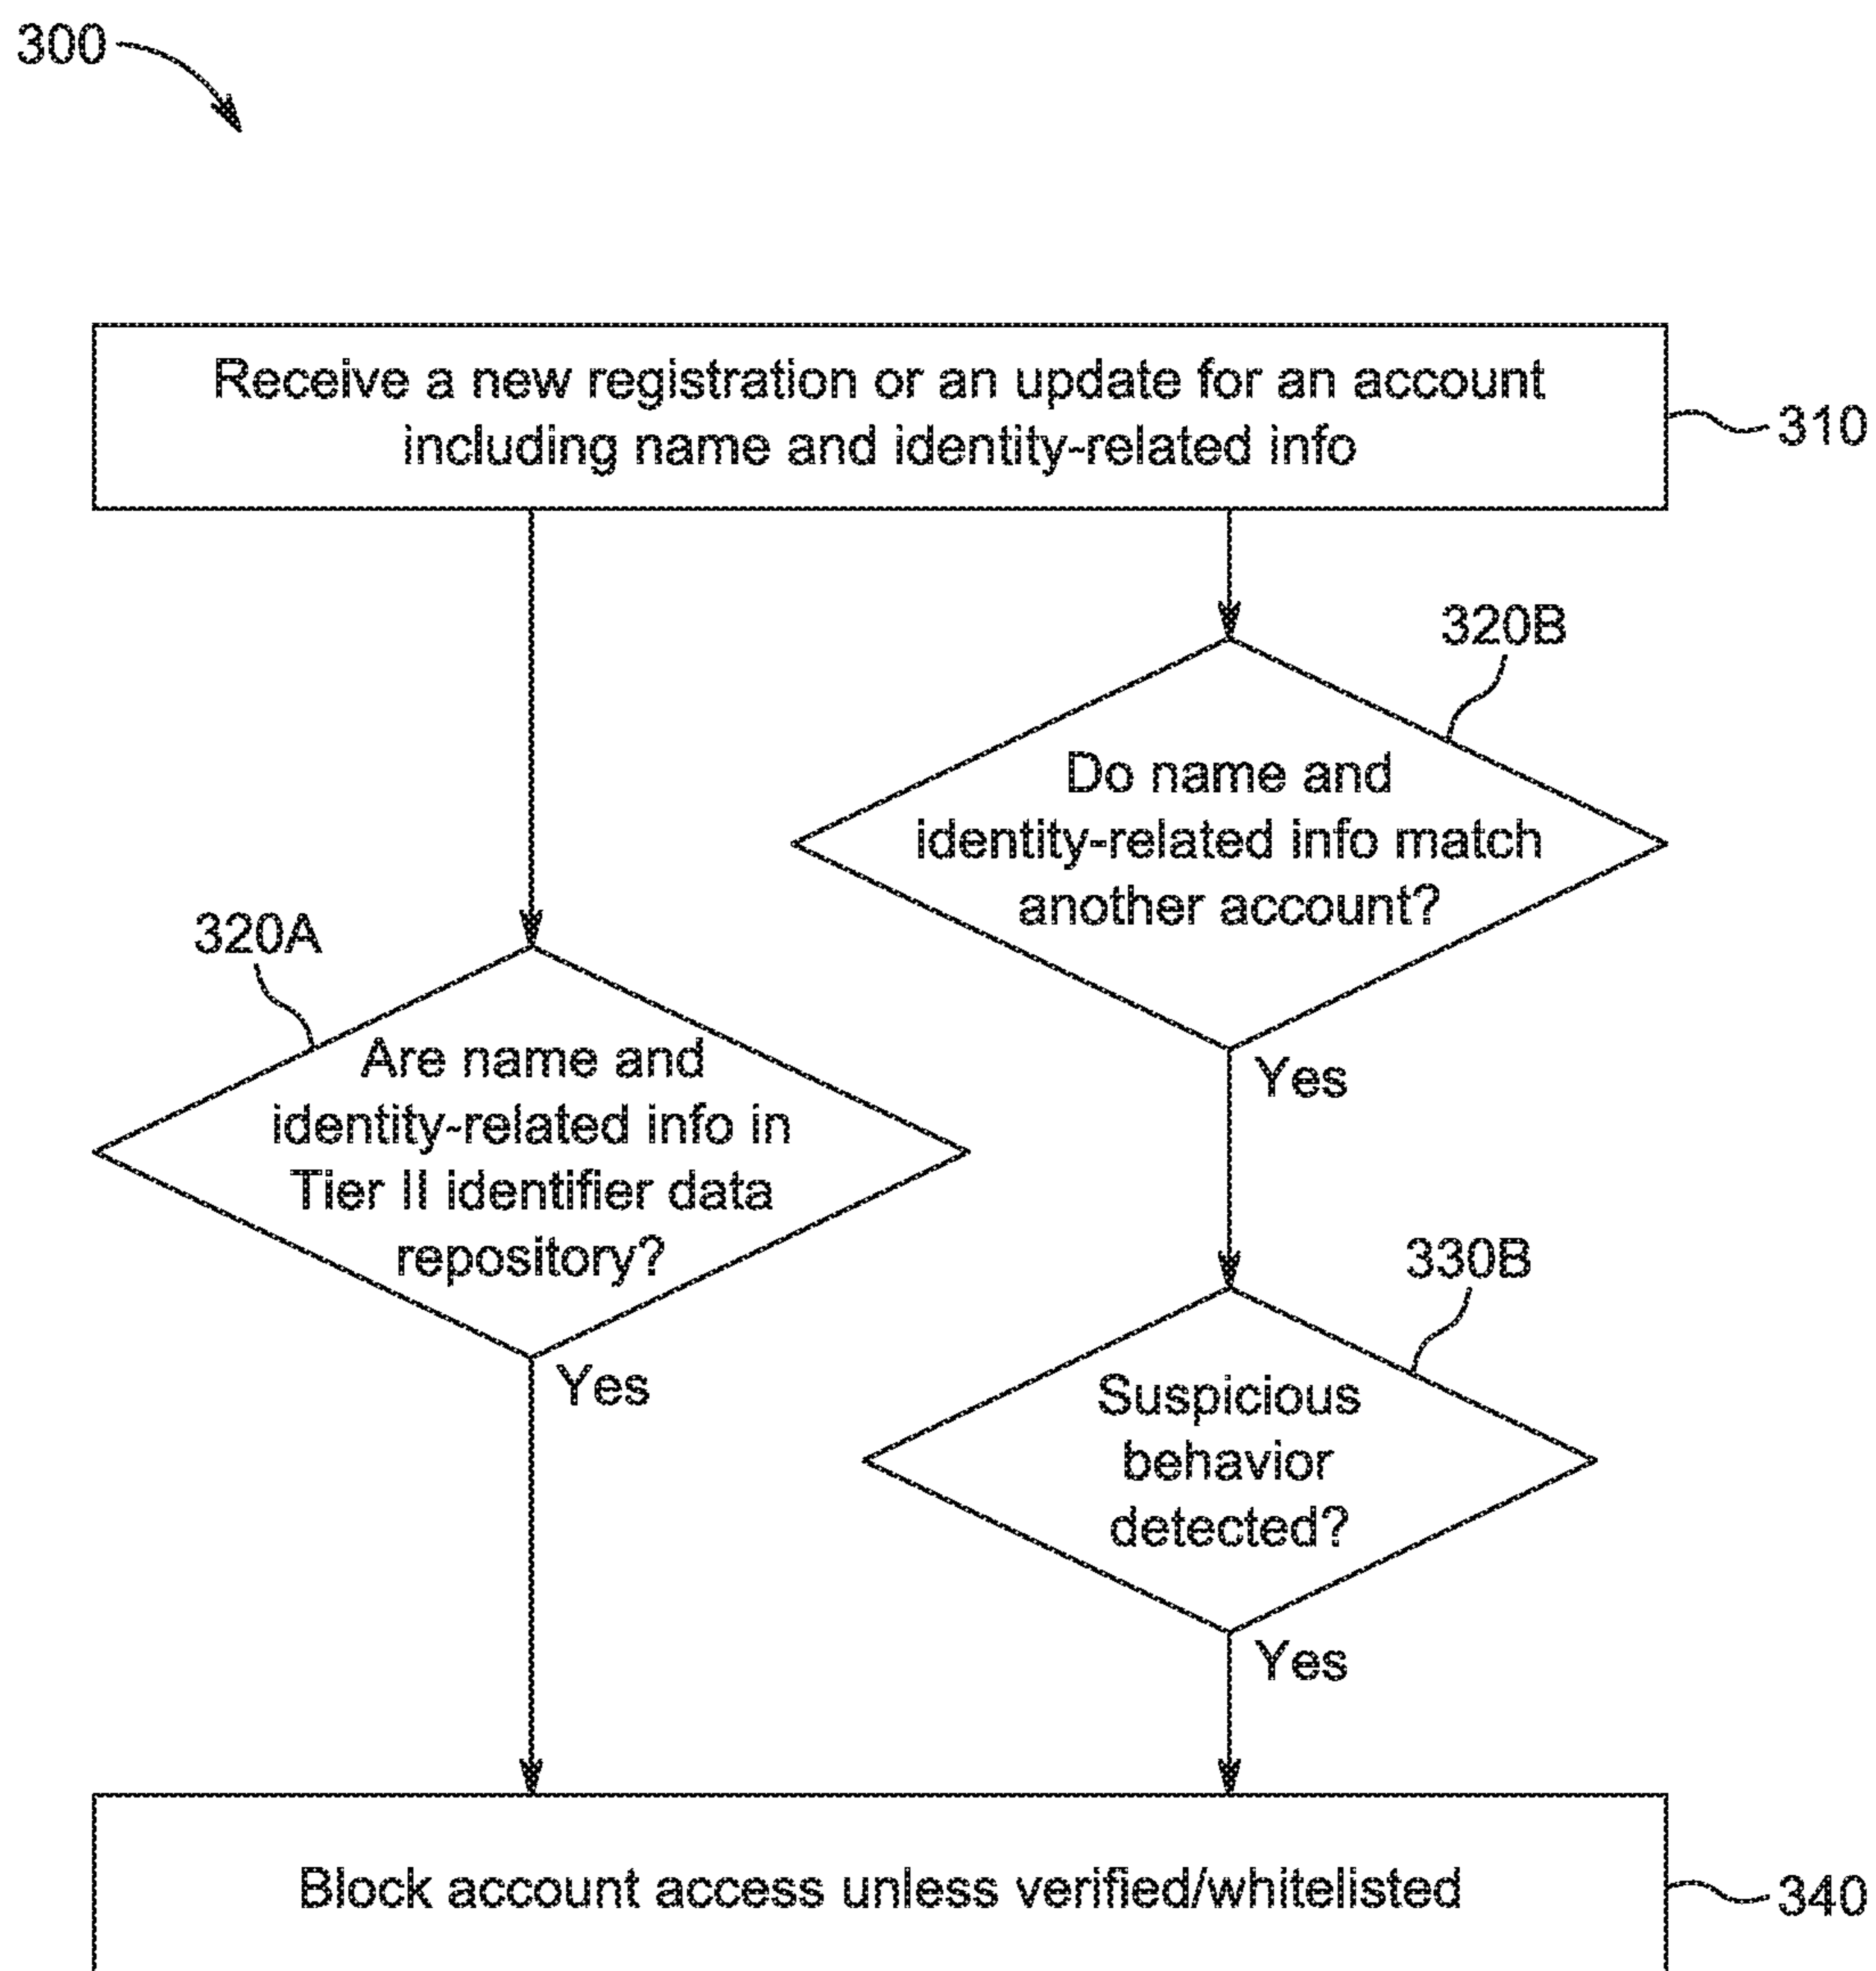 300
Receive a new registration or an update for an account
including name and identity-related info
310
320B
Do name and
identity-related info match
another account?
Yes
320A
Are name and
identity-related info in
Tier II identifier data
repository?
Yes
330B
Suspicious
behavior
detected?
Yes
Block account access unless verified/whitelisted
340